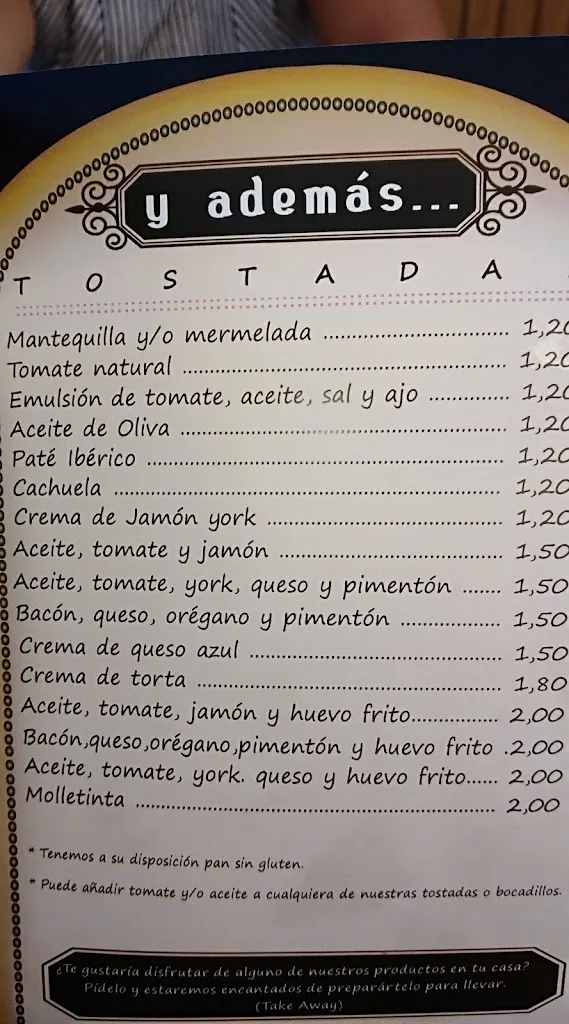 y además...
T O S T A D A
Mantequilla y/o mermelada ................................ 1,20
Tomate natural ........................................................ 1,20
Emulsión de tomate, aceite, sal y ajo .............. 1,20
Aceite de Oliva ........................................................ 1,20
Paté Ibérico ............................................................. 1,20
Cachuela .................................................................. 1,20
Crema de Jamón york ......................................... 1,20
Aceite, tomate y jamón ....................................... 1,50
Aceite, tomate, york, queso y pimentón ....... 1,50
Bacón, queso, orégano y pimentón ................. 1,50
Crema de queso azul ........................................... 1,50
Crema de torta ...................................................... 1,80
Aceite, tomate, jamón y huevo frito............... 2,00
Bacón,queso,orégano,pimentón y huevo frito .2,00
Aceite, tomate, york. queso y huevo frito...... 2,00
Molletinta ............................................................... 2,00
* Tenemos a su disposición pan sin gluten.
* Puede añadir tomate y/o aceite a cualquiera de nuestras tostadas o bocadillos.
¿Te gustaría disfrutar de alguno de nuestros productos en tu casa?
Pídelo y estaremos encantados de preparártelo para llevar.
(Take Away)